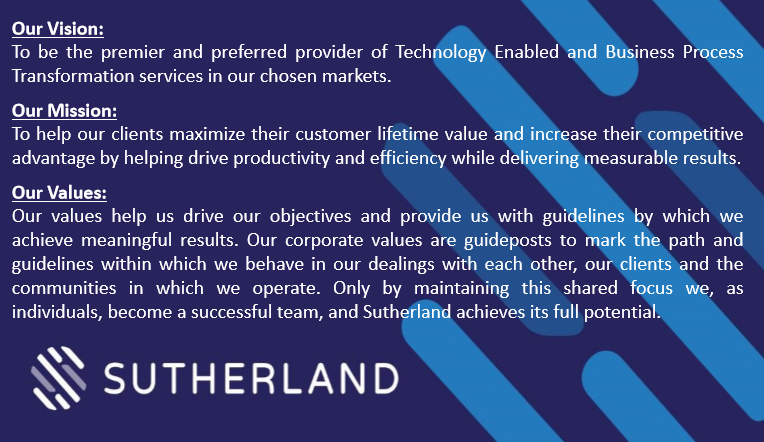 Our Vision:
To be the premier and preferred provider of Technology Enabled and Business Process
Transformation services in our chosen markets.
Our Mission:
To help our clients maximize their customer lifetime value and increase their competitive
advantage by helping drive productivity and efficiency while delivering measurable results.
Our Values:
Our values help us drive our objectives and provide us with guidelines by which we
achieve meaningful results. Our corporate values are guideposts to mark the path and
guidelines within which we behave in our dealings with each other, our clients and the
communities in which we operate. Only by maintaining this shared focus we, as
individuals, become a successful team, and Sutherland achieves its full potential.
SUTHERLAND